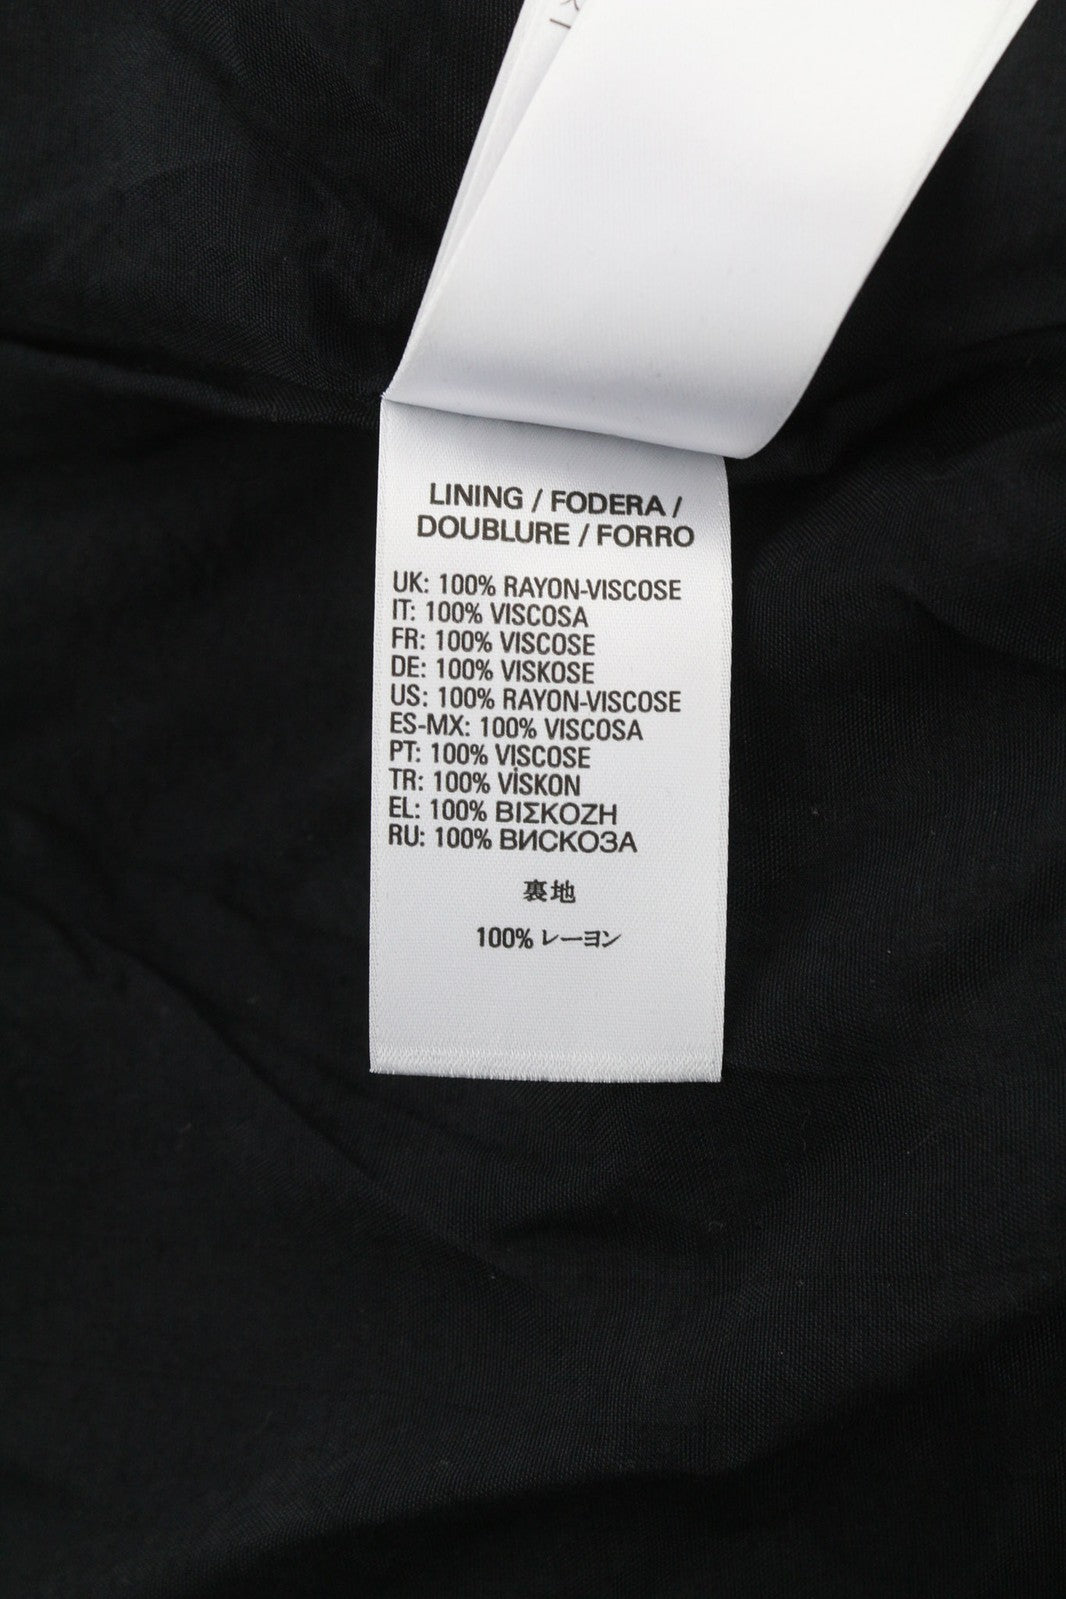 LINING / FODERA /
DOUBLURE / FORRO
UK: 100% RAYON-VISCOSE
IT: 100% VISCOSA
FR: 100% VISCOSE
DE: 100% VISKOSE
US: 100% RAYON-VISCOSE
ES-MX: 100% VISCOSA
PT: 100% VISCOSE
TR: 100% VİSKON
EL: 100% ΒΙΣΚΟΖΗ
RU: 100% ВИСКОЗА
裏地
100% レーヨン